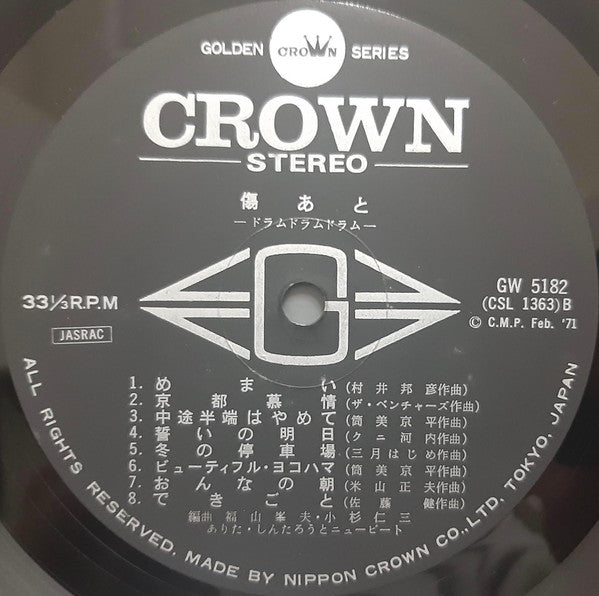 GOLDEN CROWN SERIES
CROWN
STEREO
傷あと
—ドラムドラムドラム—
G
33⅓R.P.M
JASRAC
GW 5182
(CSL 1363)B
© C.M.P. Feb. '71
1. めまい(村井邦彦作曲)
2. 京都慕情(ザ・ベンチャーズ作曲)
3. 中途半端はやめて(筒美京平作曲)
4. 誓いの明日(クニ河内作曲)
5. 冬の停車場(三月はじめ作曲)
6. ビューティフル・ヨコハマ(筒美京平作曲)
7. おんなの朝(米山正夫作曲)
8. できごと(佐藤健作曲)
編曲 福山峯夫・小杉仁三
ありた・しんたろうとニュービート
ALL RIGHTS RESERVED. MADE BY NIPPON CROWN CO.,LTD. TOKYO, JAPAN